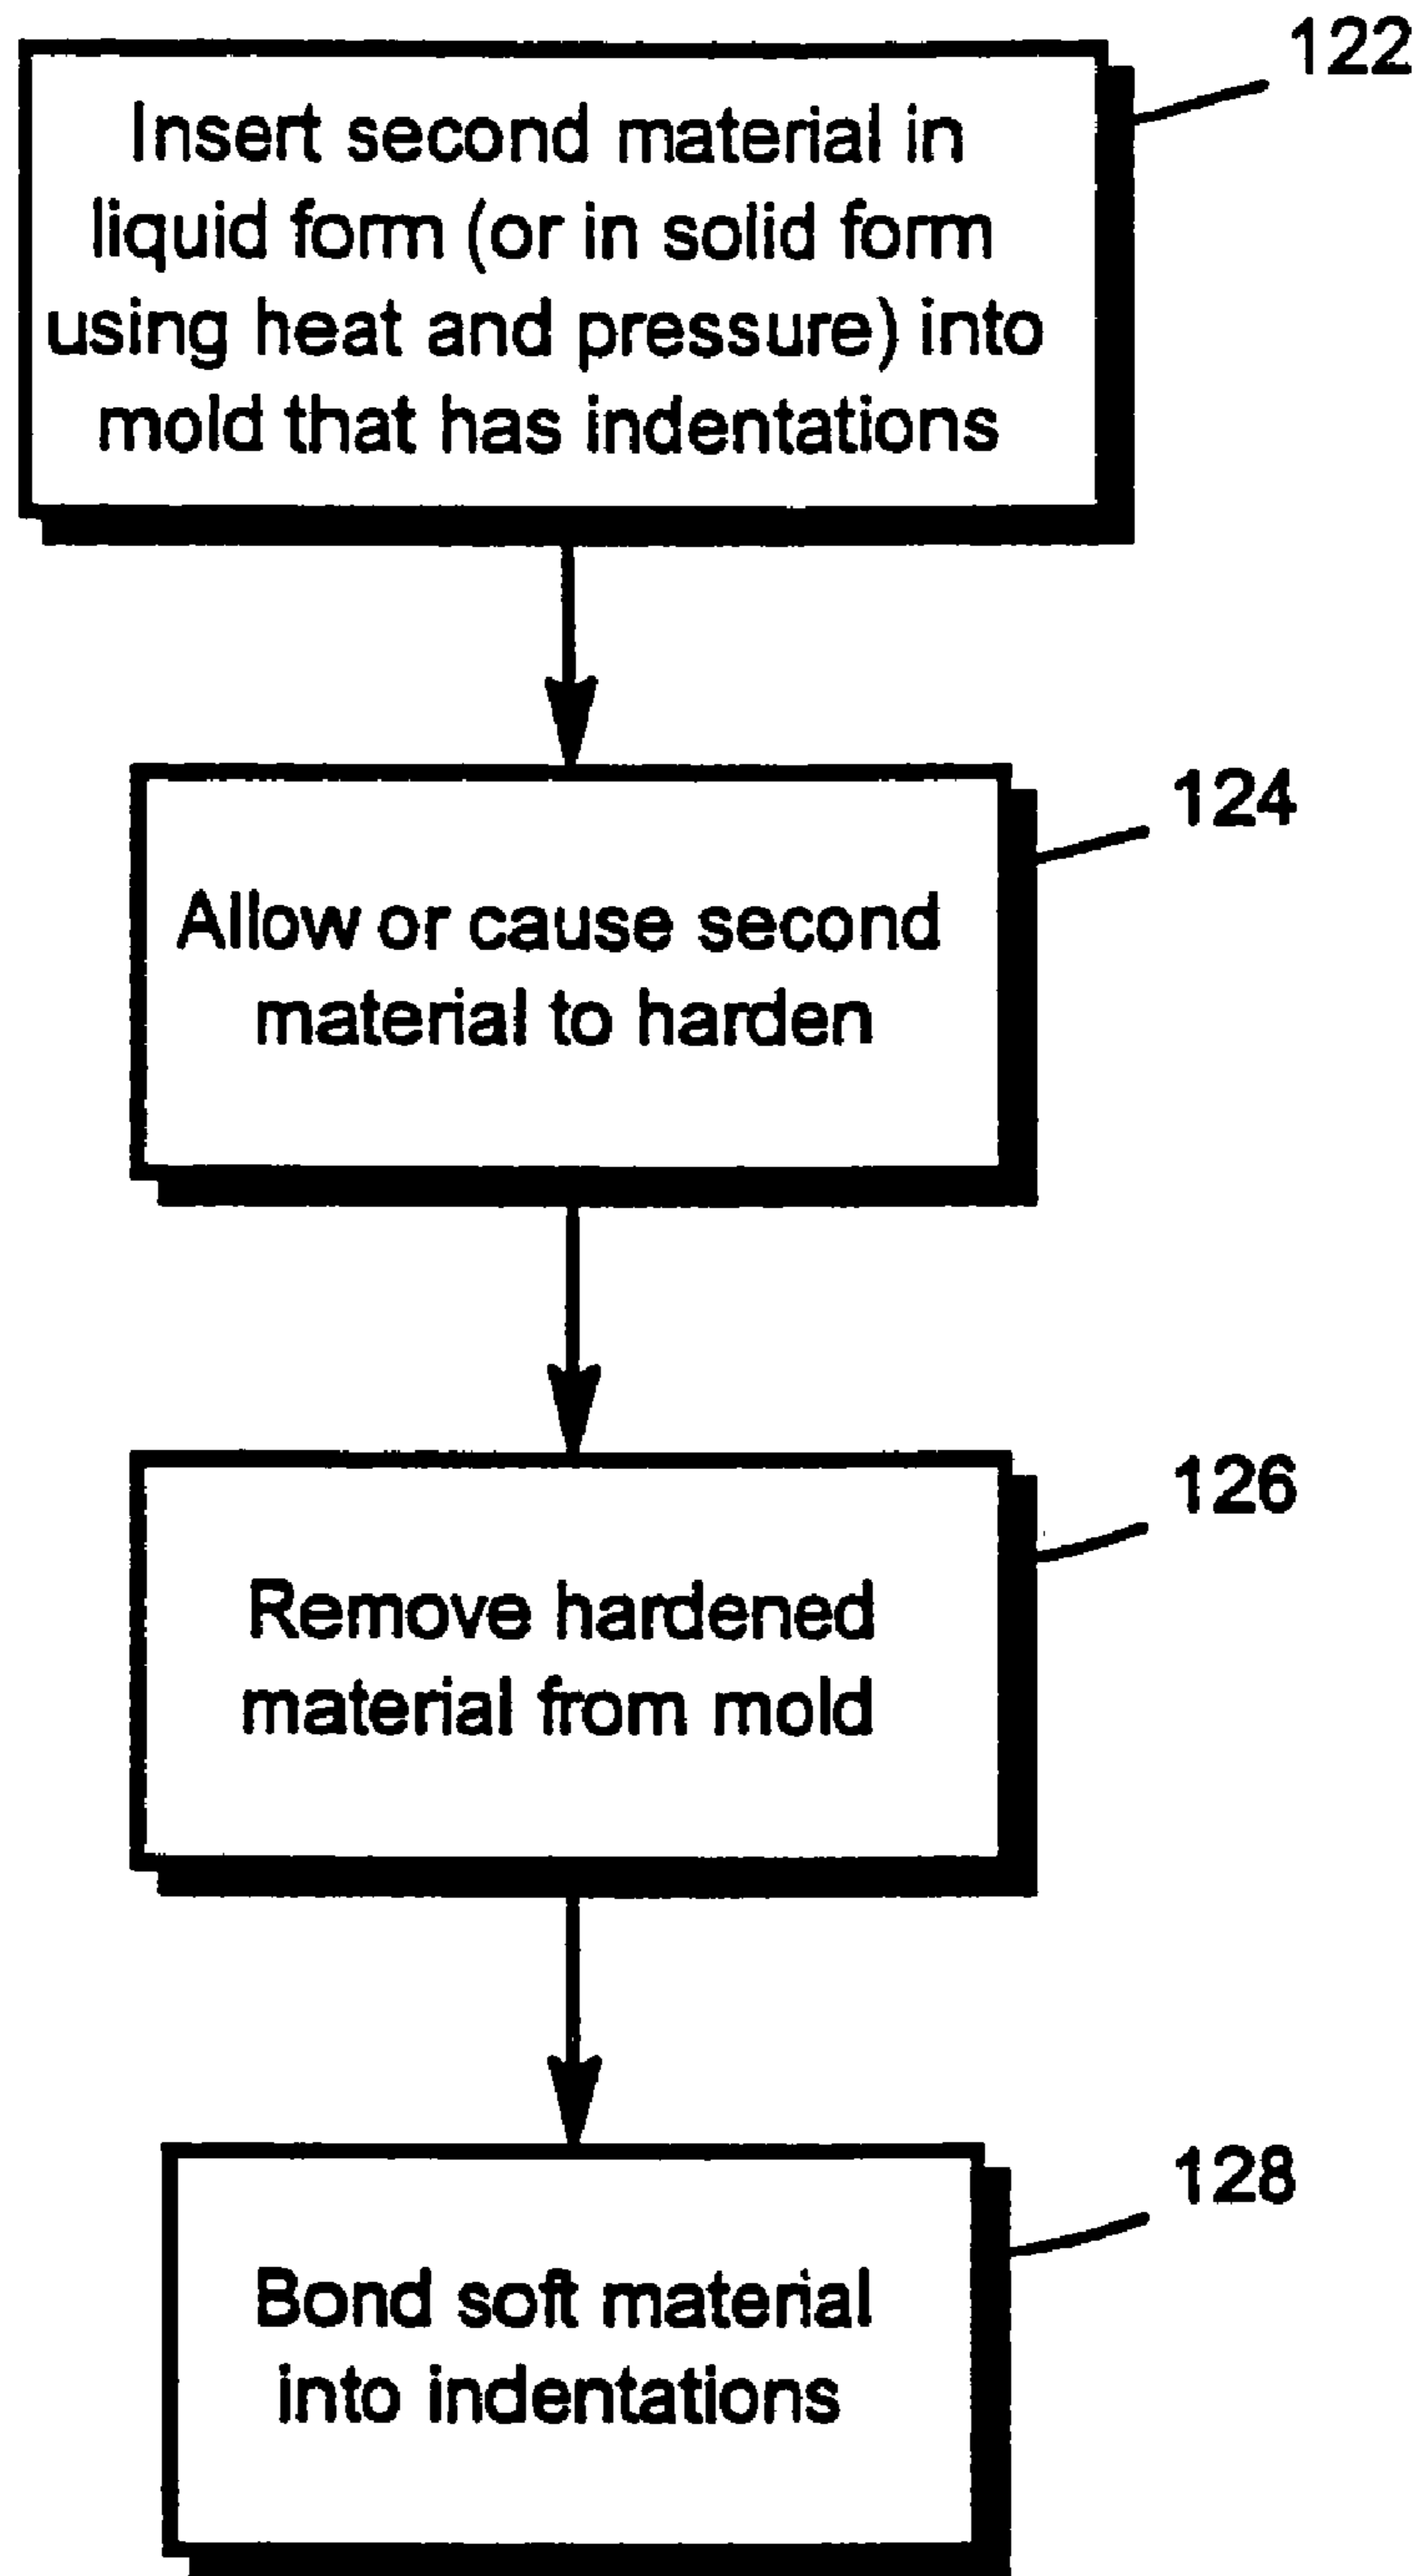 122
Insert second material in
liquid form (or in solid form
using heat and pressure) into
mold that has indentations
124
Allow or cause second
material to harden
126
Remove hardened
material from mold
128
Bond soft material
into indentations